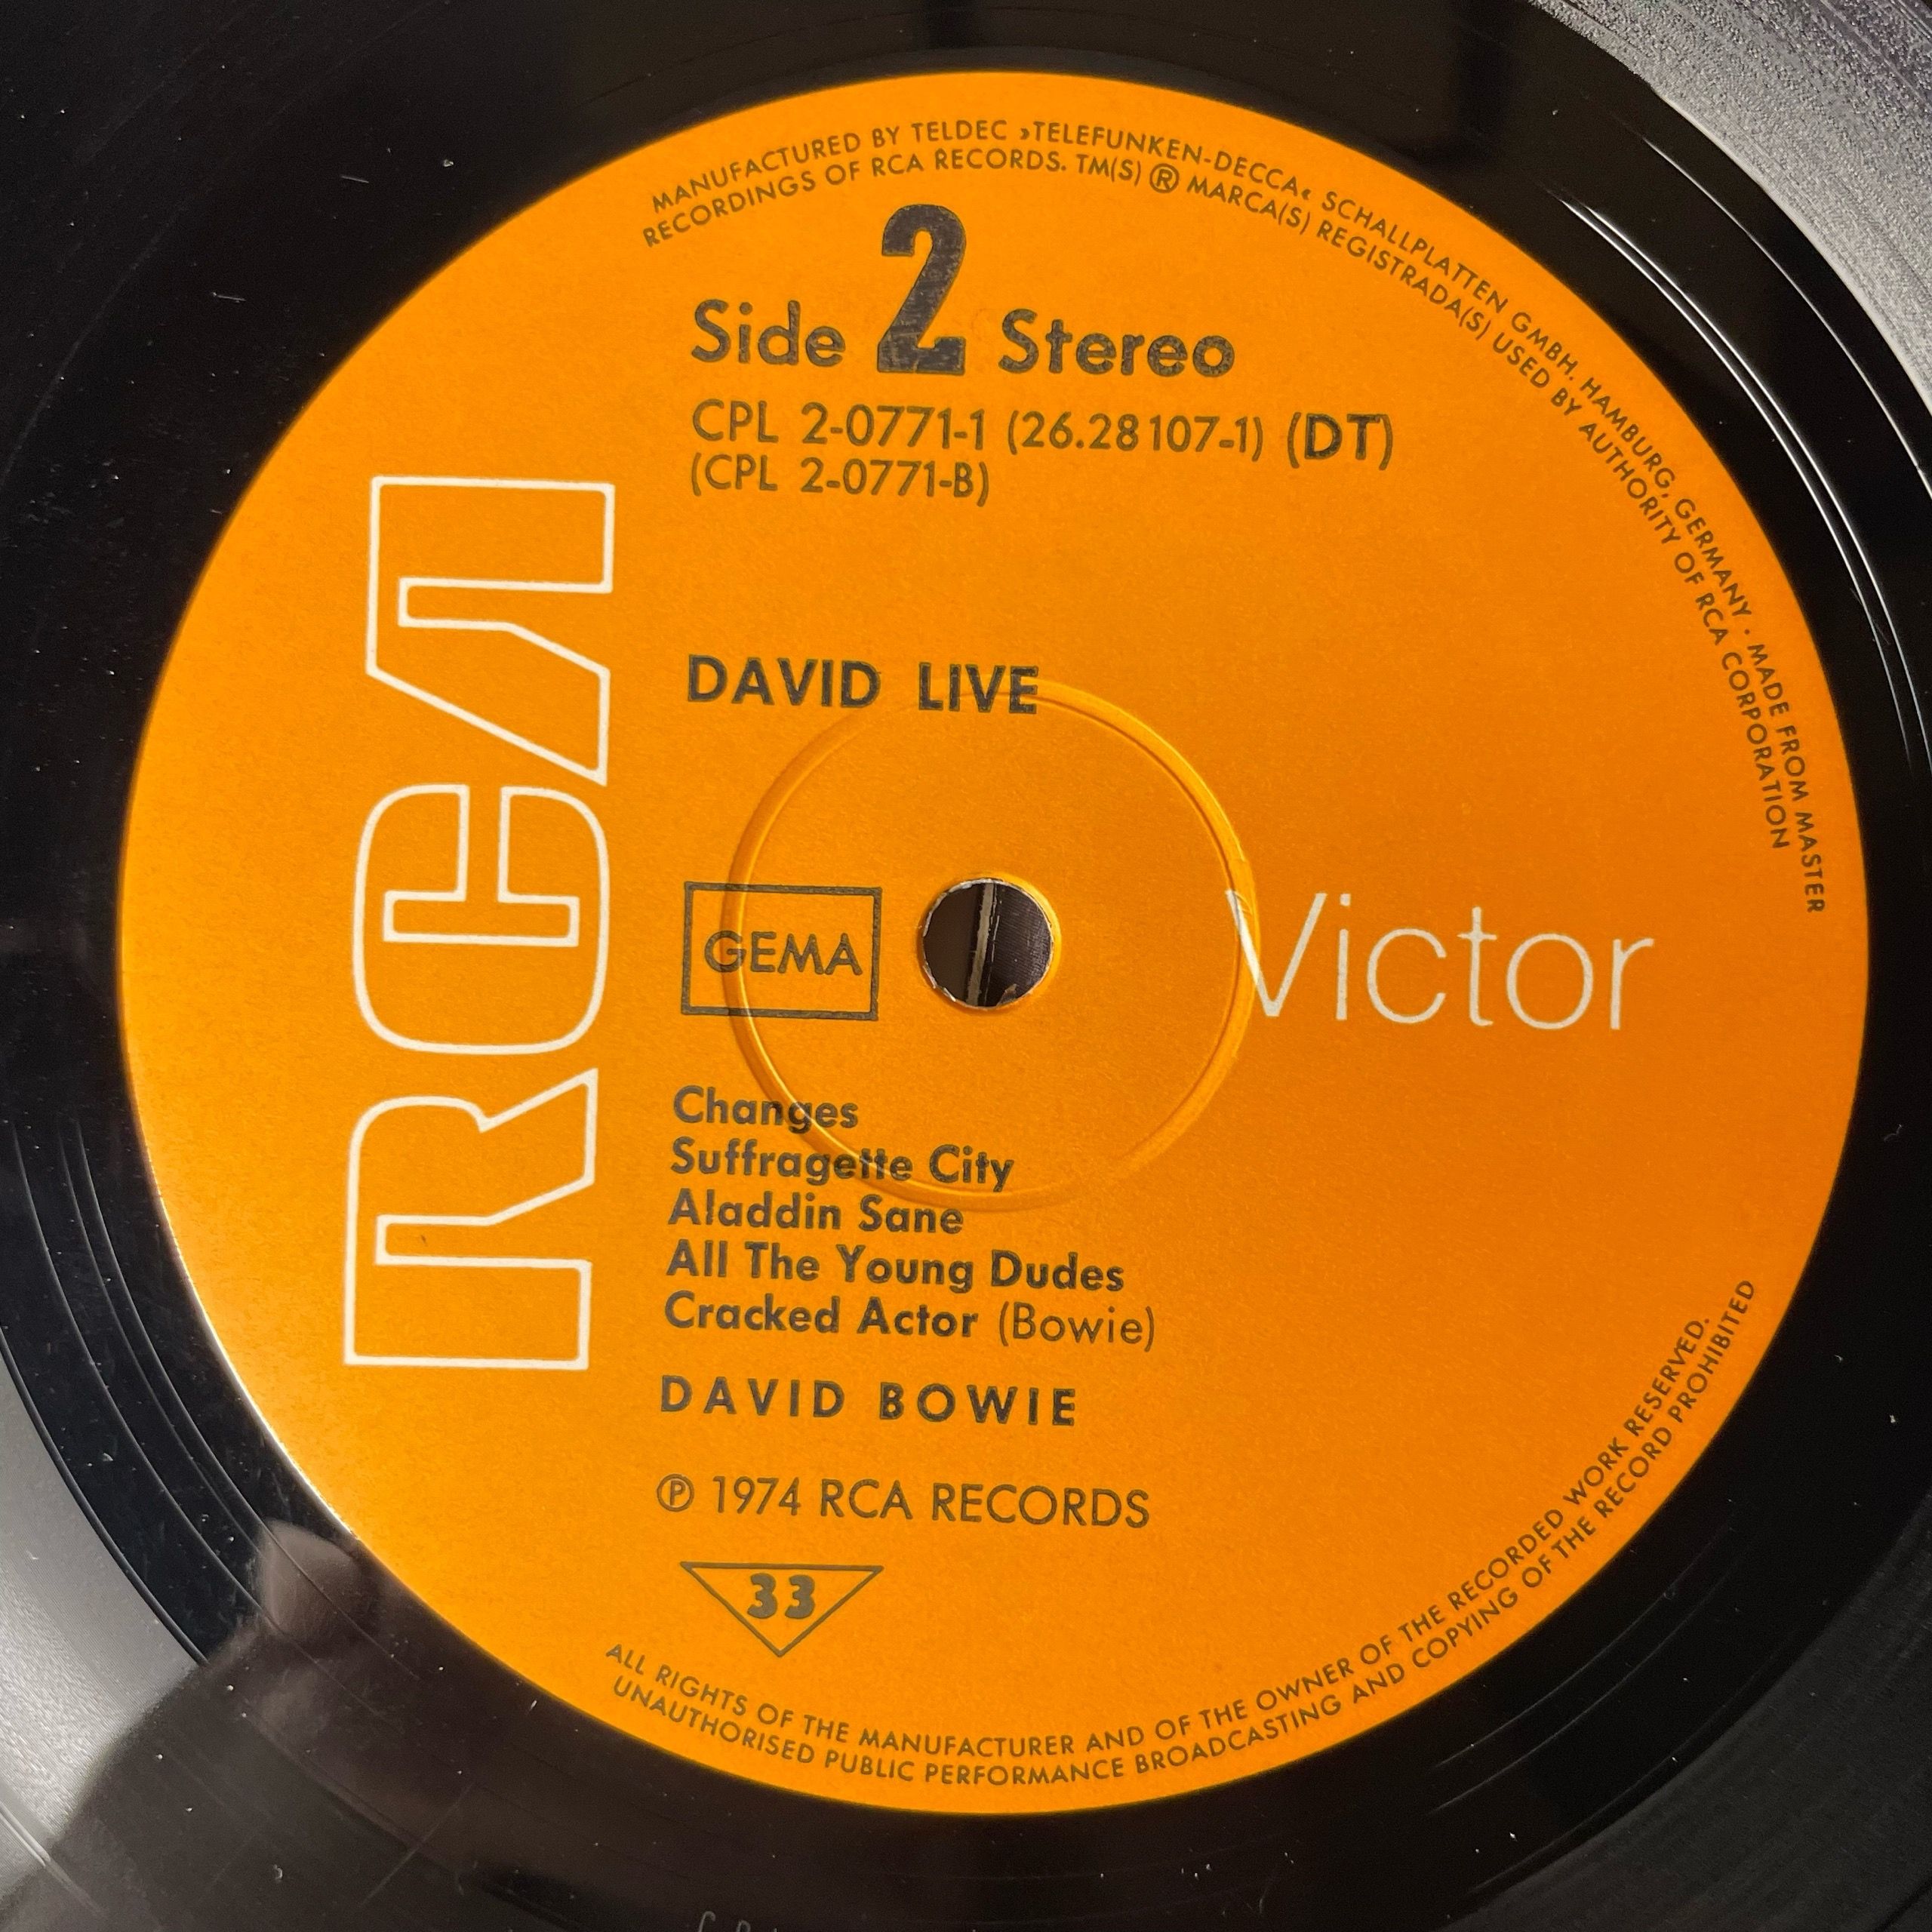 MANUFACTURED BY TELDEC »TELEFUNKEN-DECCA« SCHALLPLATTEN GMBH. HAMBURG, GERMANY · MADE FROM MASTER
RECORDINGS OF RCA RECORDS. TM(S) ® MARCA(S) REGISTRADA(S) USED BY AUTHORITY OF RCA CORPORATION
Side 2 Stereo
CPL 2-0771-1 (26.28107-1) (DT)
(CPL 2-0771-B)
RCA
DAVID LIVE
GEMA
Victor
Changes
Suffragette City
Aladdin Sane
All The Young Dudes
Cracked Actor (Bowie)
DAVID BOWIE
℗ 1974 RCA RECORDS
33
ALL RIGHTS OF THE MANUFACTURER AND OF THE OWNER OF THE RECORDED WORK RESERVED.
UNAUTHORISED PUBLIC PERFORMANCE BROADCASTING AND COPYING OF THE RECORD PROHIBITED